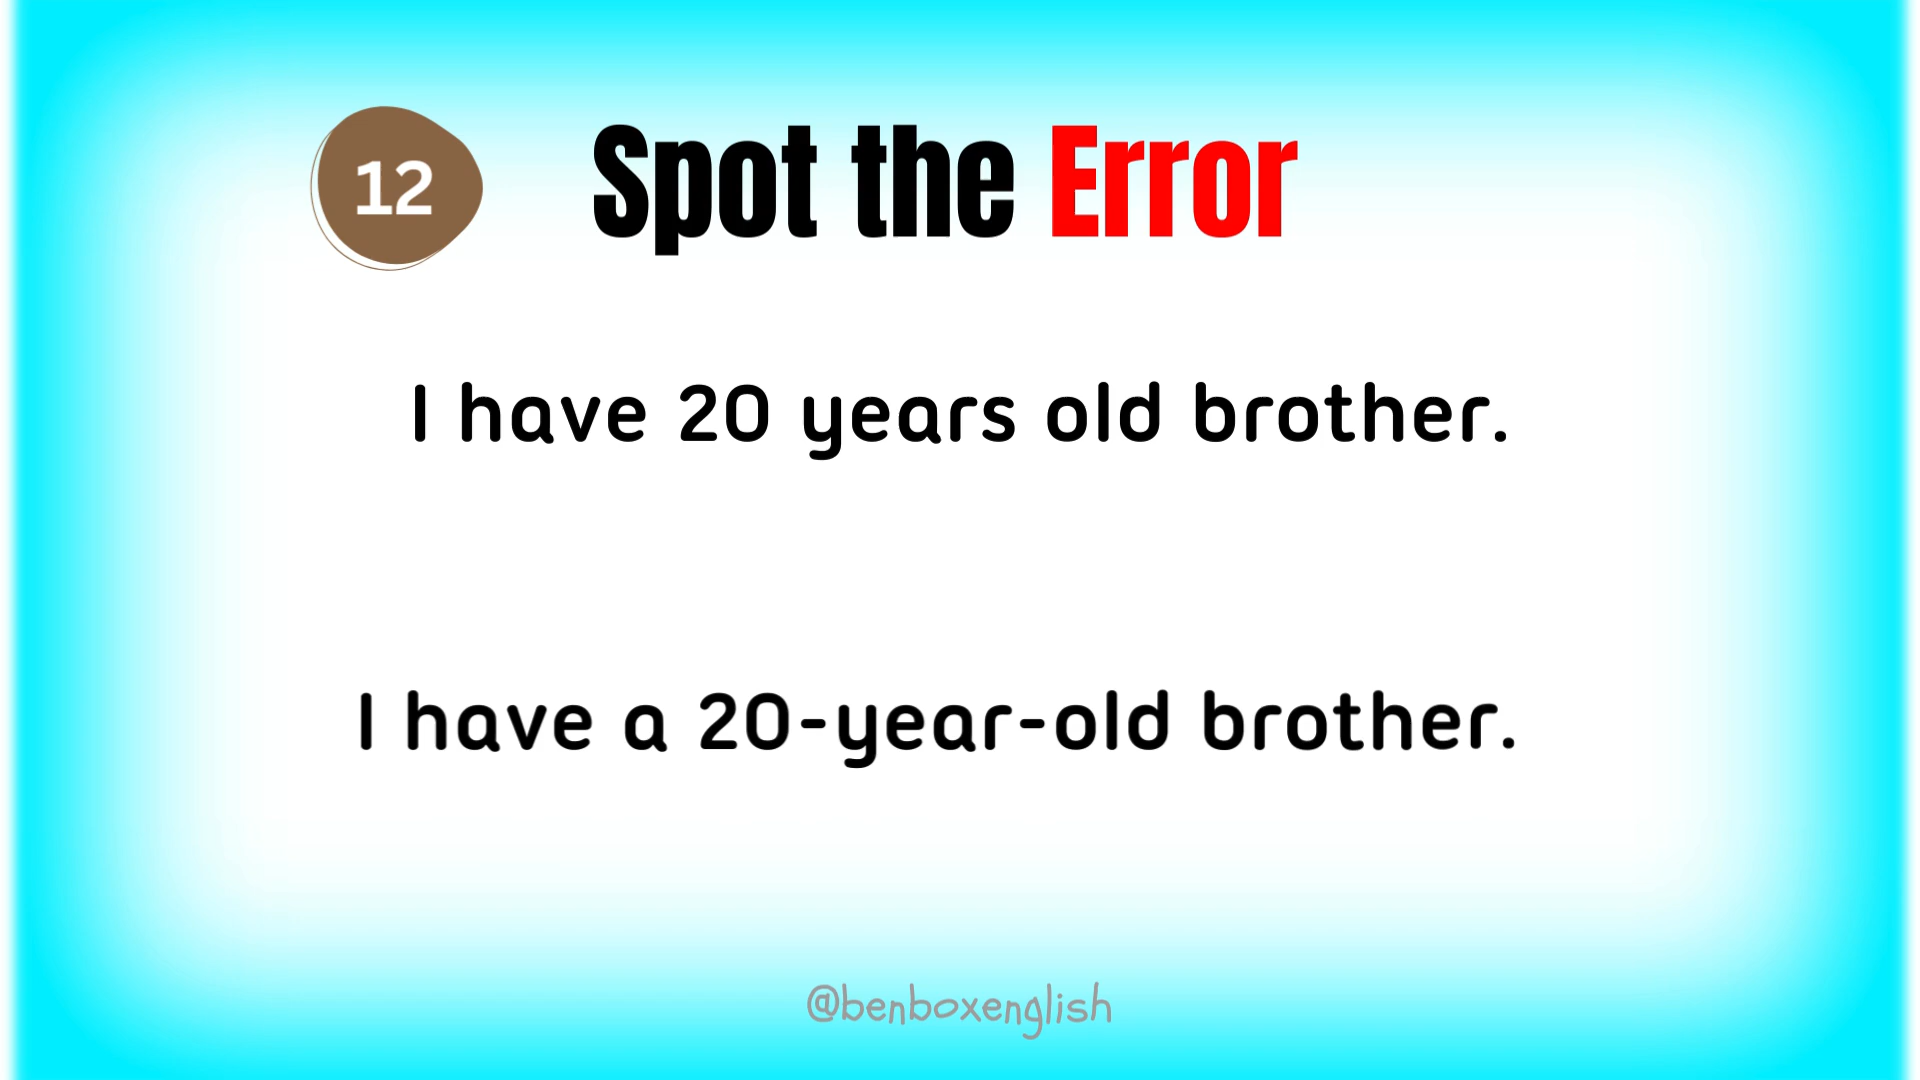 12
Spot the Error
I have 20 years old brother.
I have a 20-year-old brother.
@benboxenglish